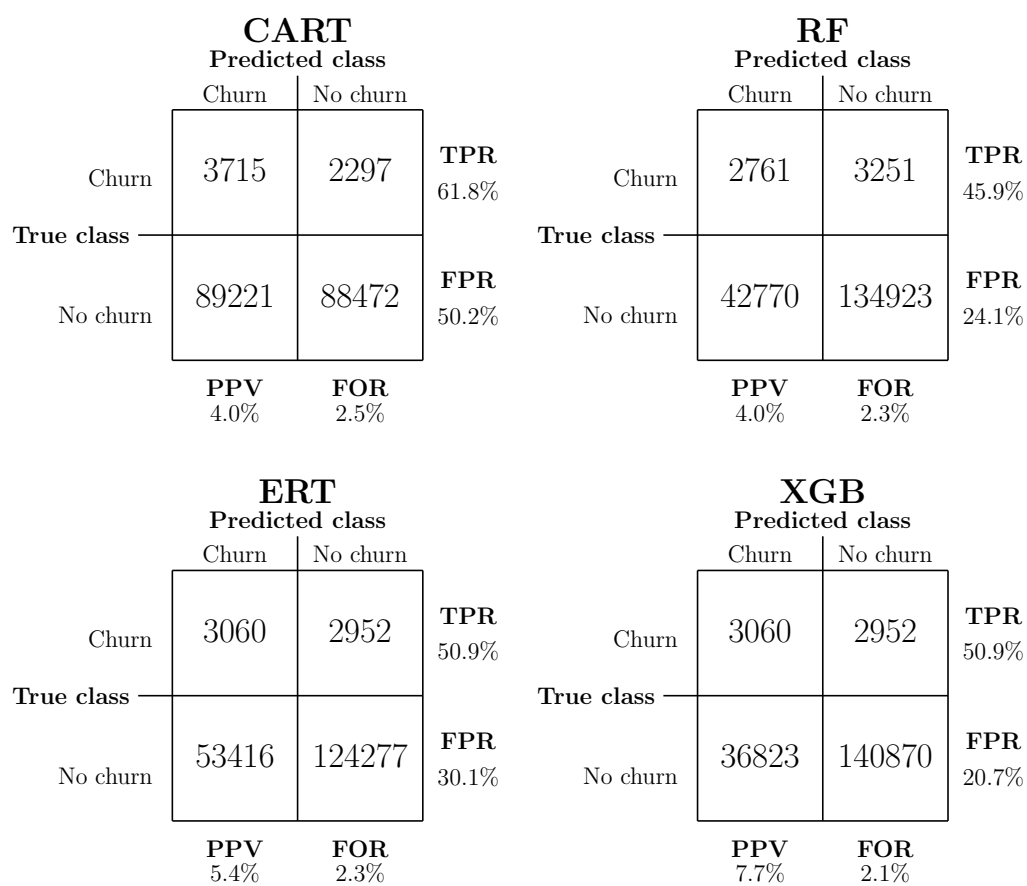 CART
Predicted class
Churn No churn
Churn 3715 2297 TPR 61.8%
True class
No churn 89221 88472 FPR 50.2%
PPV FOR
4.0% 2.5%
RF
Predicted class
Churn No churn
Churn 2761 3251 TPR 45.9%
True class
No churn 42770 134923 FPR 24.1%
PPV FOR
4.0% 2.3%
ERT
Predicted class
Churn No churn
Churn 3060 2952 TPR 50.9%
True class
No churn 53416 124277 FPR 30.1%
PPV FOR
5.4% 2.3%
XGB
Predicted class
Churn No churn
Churn 3060 2952 TPR 50.9%
True class
No churn 36823 140870 FPR 20.7%
PPV FOR
7.7% 2.1%